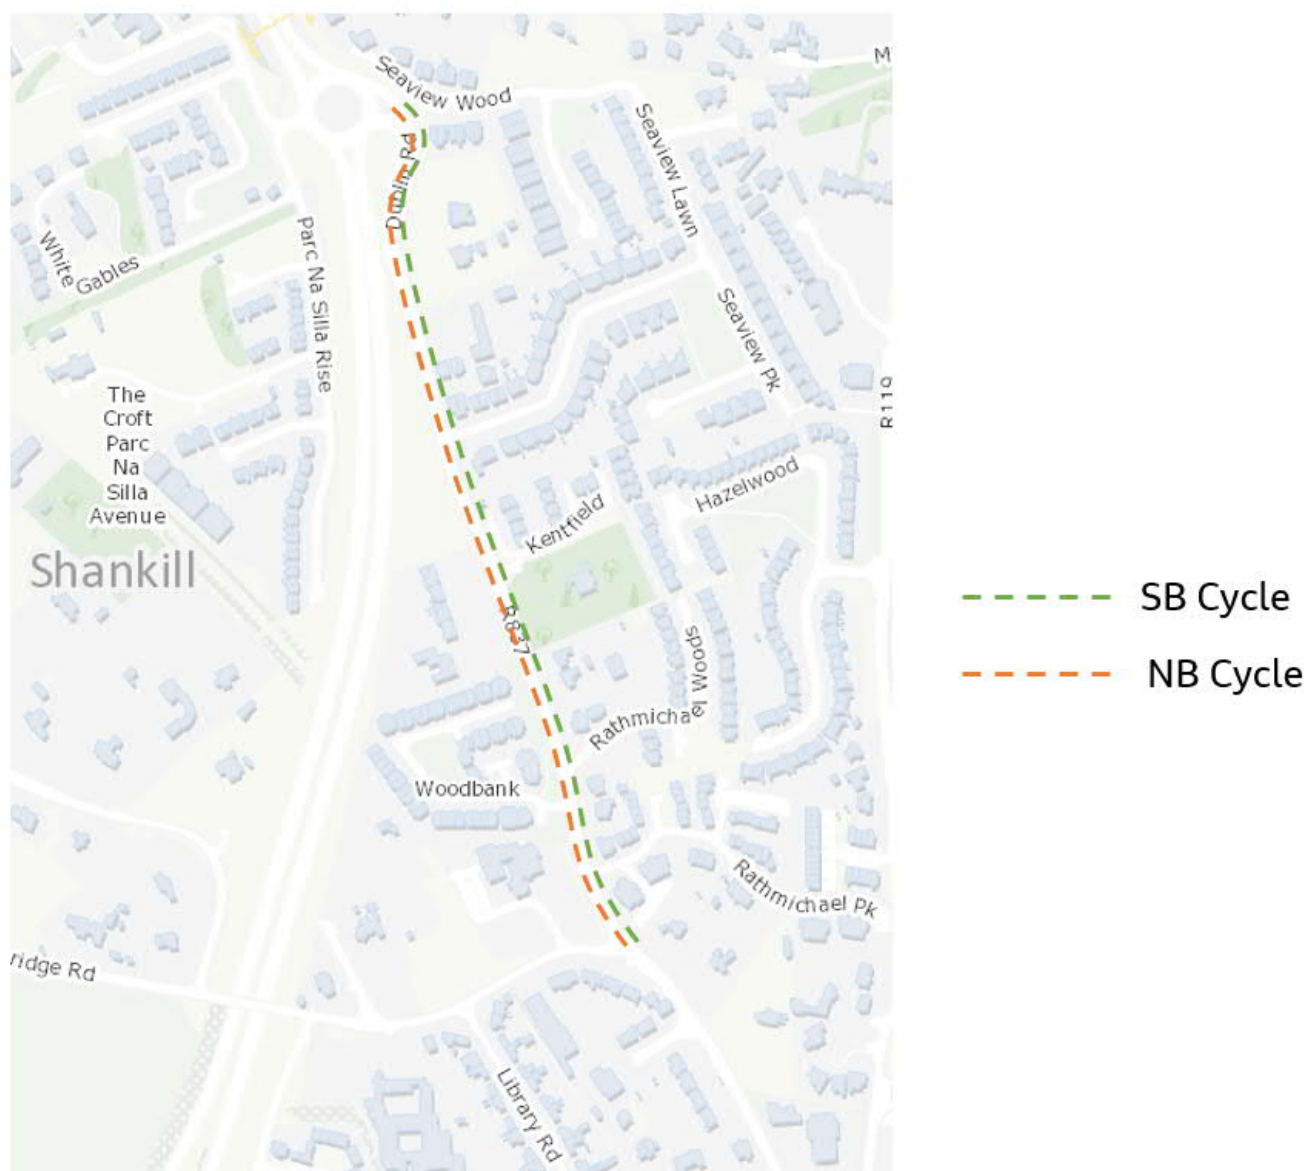 M
Seaview Wood
Dublin Rd
Seaview Lawn
White
Gables
Parc Na Silla Rise
Seaview Pk
R119
The
Croft
Parc
Na
Silla
Avenue
Hazelwood
Kentfield
Shankill
R837
SB Cycle
Rathmichael Woods
NB Cycle
Woodbank
Rathmichael Pk
ridge Rd
Library Rd